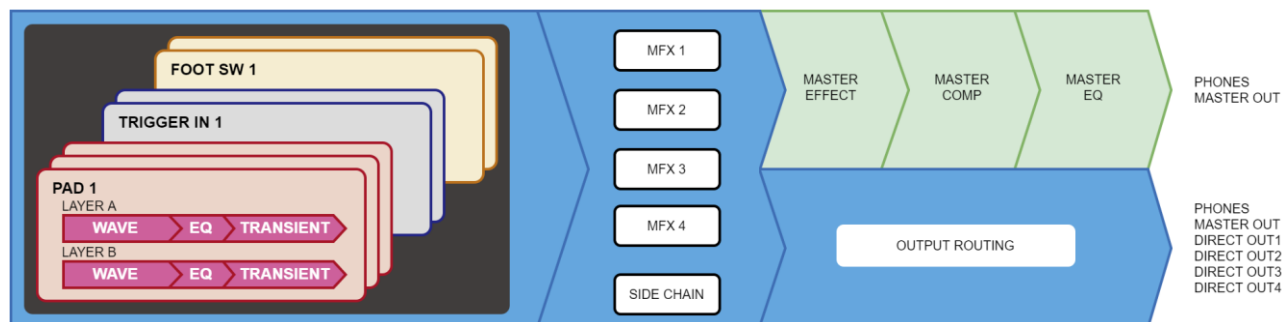 FOOT SW 1
TRIGGER IN 1
PAD 1
LAYER A
WAVE EQ TRANSIENT
LAYER B
WAVE EQ TRANSIENT
MFX 1
MFX 2
MFX 3
MFX 4
SIDE CHAIN
MASTER
EFFECT
MASTER
COMP
MASTER
EQ
PHONES
MASTER OUT
OUTPUT ROUTING
PHONES
MASTER OUT
DIRECT OUT1
DIRECT OUT2
DIRECT OUT3
DIRECT OUT4